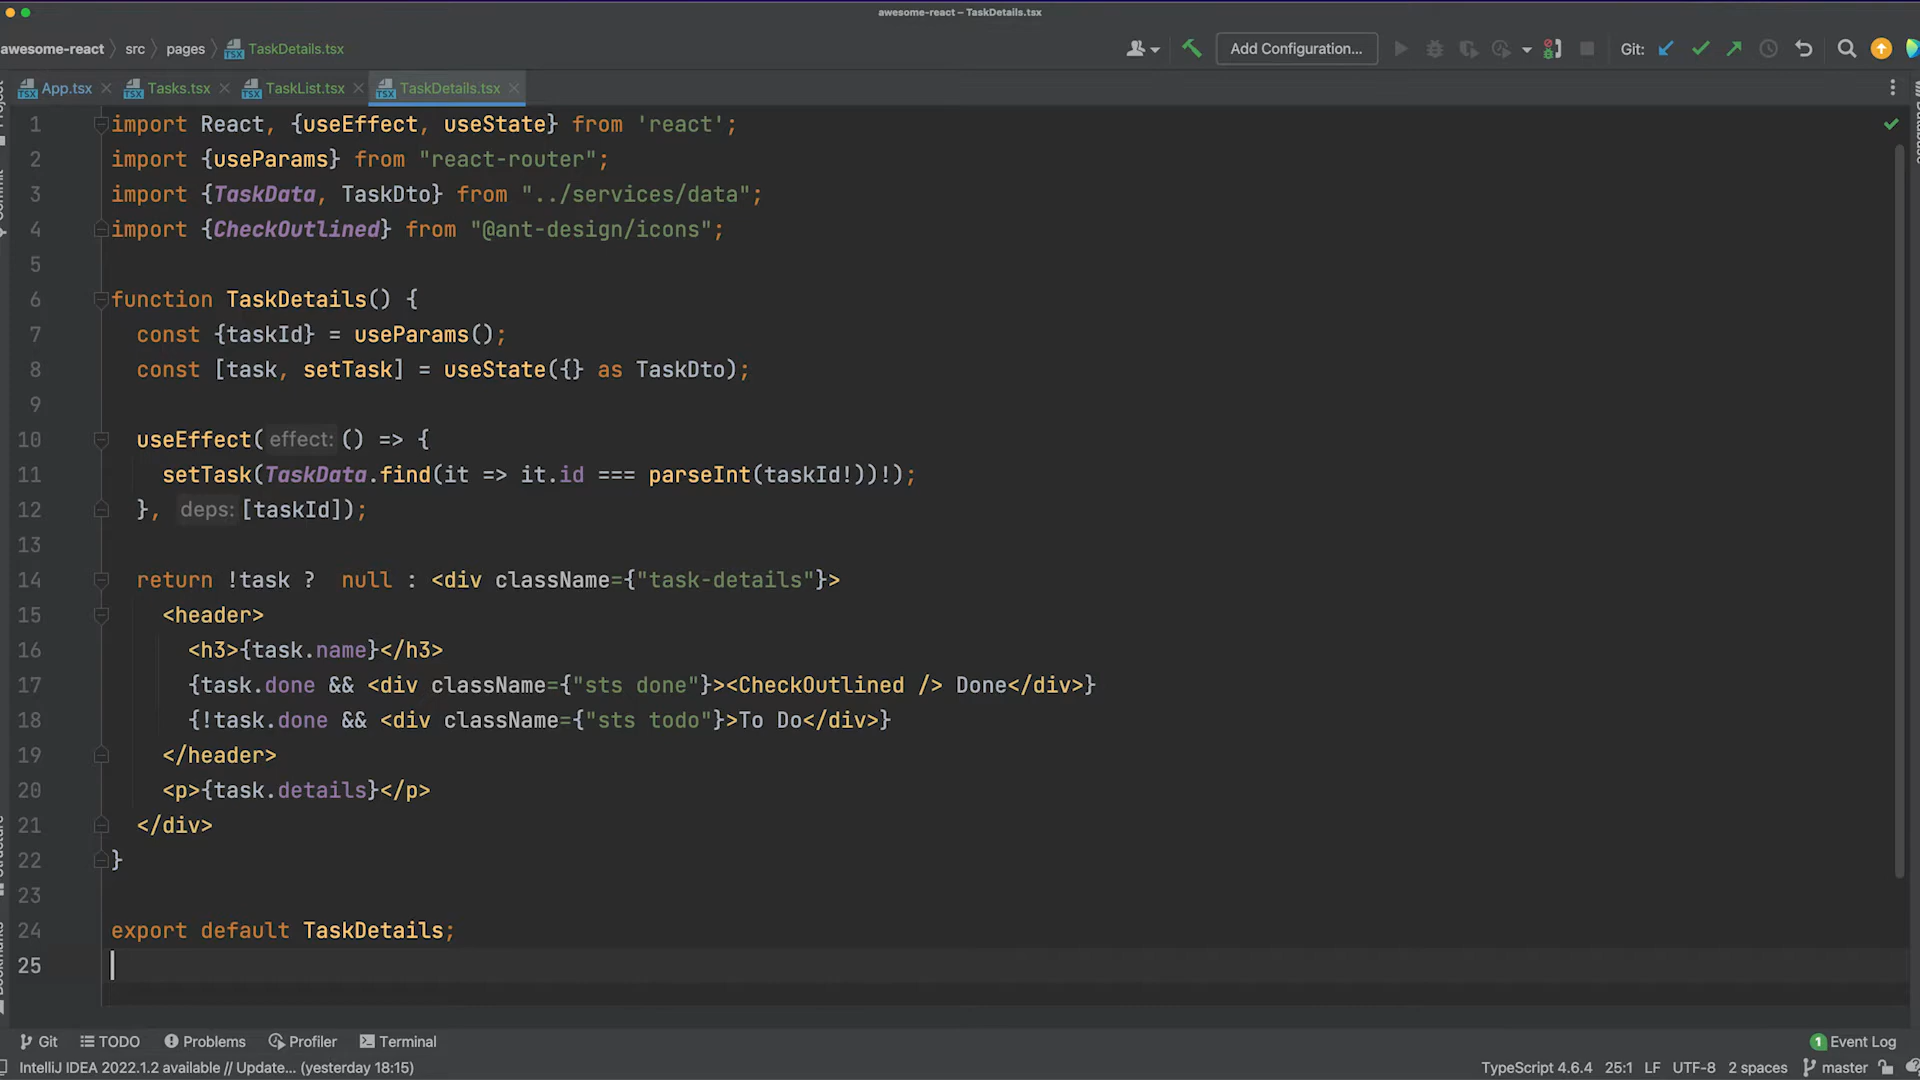 awesome-react – TaskDetails.tsx
awesome-react src pages TaskDetails.tsx
Add Configuration...
Git:
App.tsx Tasks.tsx TaskList.tsx TaskDetails.tsx
1 import React, {useEffect, useState} from 'react';
2 import {useParams} from "react-router";
3 import {TaskData, TaskDto} from "../services/data";
4 import {CheckOutlined} from "@ant-design/icons";
5
6 function TaskDetails() {
7 const {taskId} = useParams();
8 const [task, setTask] = useState({} as TaskDto);
9
10 useEffect( effect: () => {
11 setTask(TaskData.find(it => it.id === parseInt(taskId!))!);
12 }, deps: [taskId]);
13
14 return !task ?  null : <div className={"task-details"}>
15 <header>
16 <h3>{task.name}</h3>
17 {task.done && <div className={"sts done"}><CheckOutlined /> Done</div>}
18 {!task.done && <div className={"sts todo"}>To Do</div>}
19 </header>
20 <p>{task.details}</p>
21 </div>
22 }
23
24 export default TaskDetails;
25
Git TODO Problems Profiler Terminal
1 Event Log
IntelliJ IDEA 2022.1.2 available // Update... (yesterday 18:15)
TypeScript 4.6.4 25:1 LF UTF-8 2 spaces master